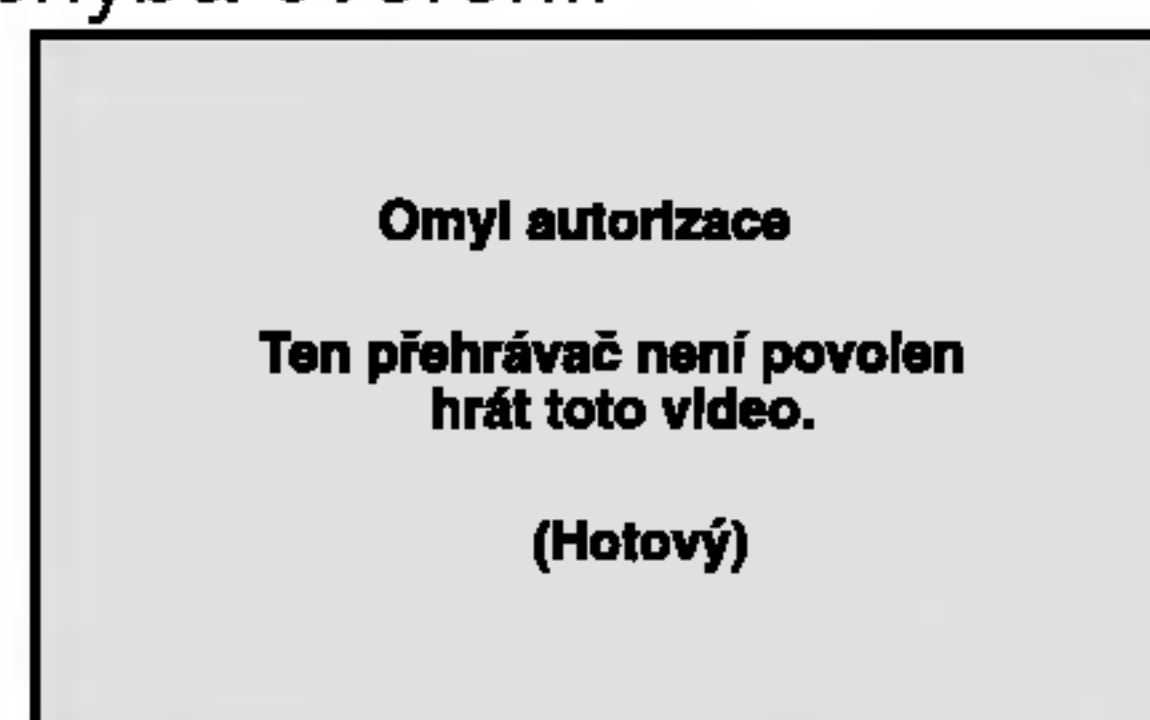 Omyl autorizace
Ten přehrávač není povolen
hrát toto video.
(Hotový)